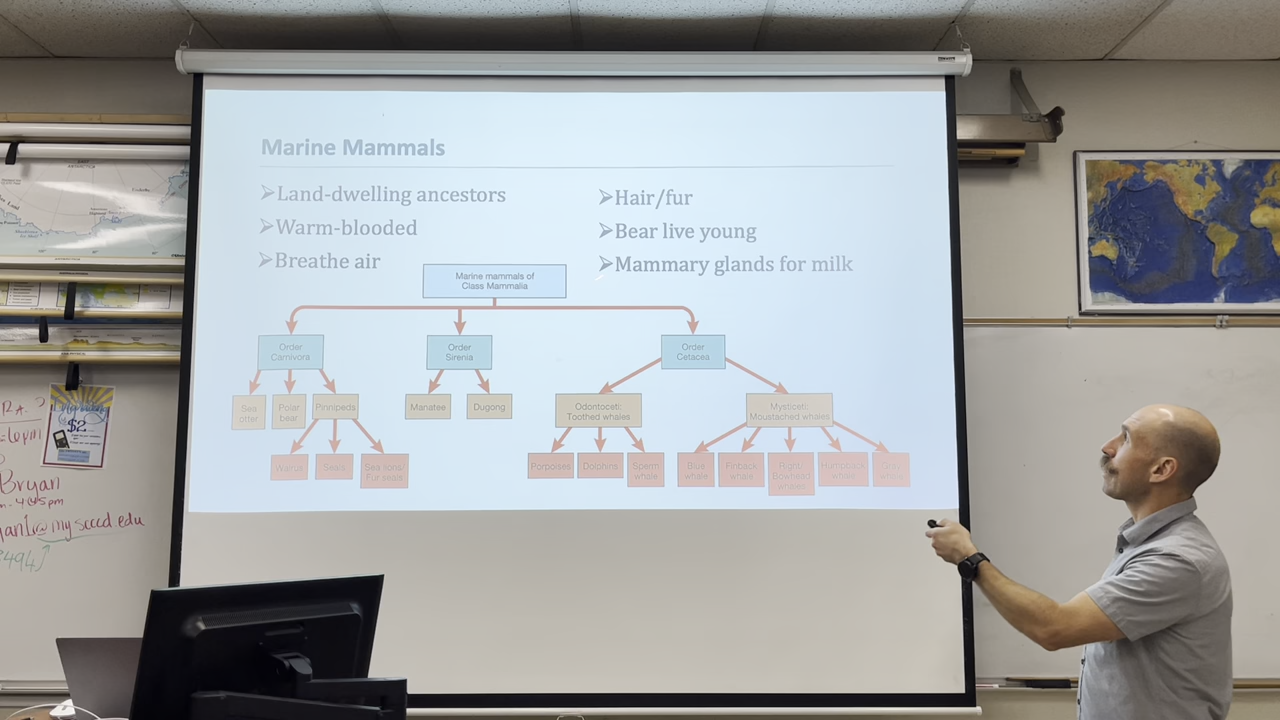 Marine Mammals
➢Land-dwelling ancestors
➢Warm-blooded
➢Breathe air
➢Hair/fur
➢Bear live young
➢Mammary glands for milk
Marine mammals of
Class Mammalia
Order
Carnivora
Order
Sirenia
Order
Cetacea
Sea
otter
Polar
bear
Pinnipeds
Manatee
Dugong
Odontoceti:
Toothed whales
Mysticeti:
Moustached whales
Walrus
Seals
Sea lions/
Fur seals
Porpoises
Dolphins
Sperm
whale
Blue
whale
Finback
whale
Right/
Bowhead
whales
Humpback
whale
Gray
whale
$2
Bryan